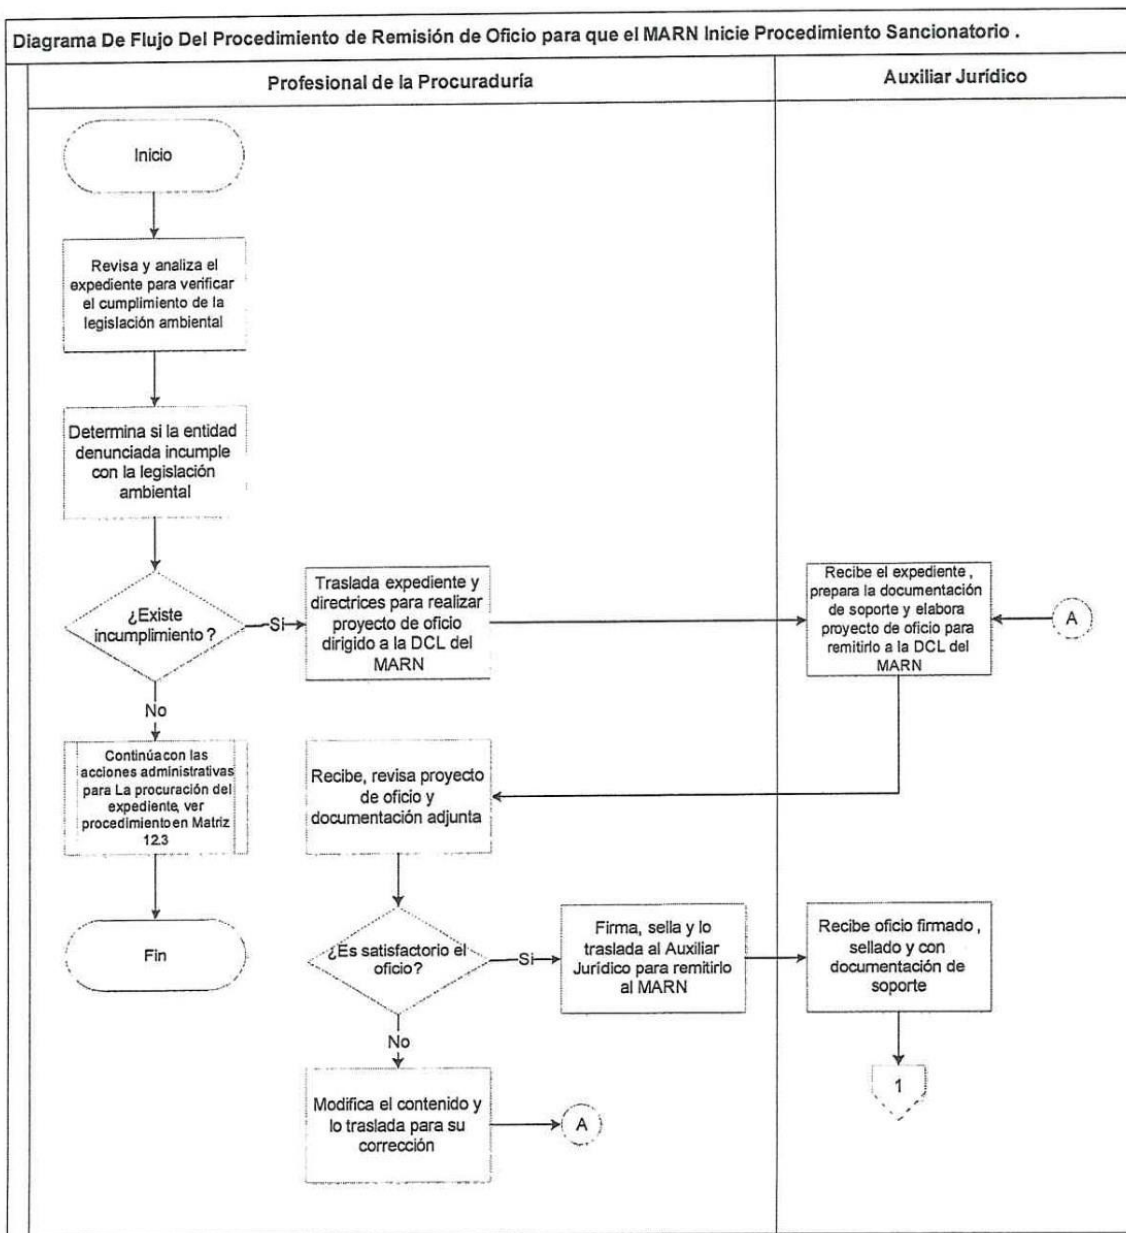 Diagrama De Flujo Del Procedimiento de Remisión de Oficio para que el MARN Inicie Procedimiento Sancionatorio .
Profesional de la Procuraduría
Auxiliar Jurídico
Inicio
Revisa y analiza el
expediente para verificar
el cumplimiento de la
legislación ambiental
Determina si la entidad
denunciada incumple
con la legislación
ambiental
¿Existe
incumplimiento ?
Si
Traslada expediente y
directrices para realizar
proyecto de oficio
dirigido a la DCL del
MARN
Recibe el expediente ,
prepara la documentación
de soporte y elabora
proyecto de oficio para
remitirlo a la DCL del
MARN
A
No
Continúacon las
acciones administrativas
para La procuración del
expediente, ver
procedimiento en Matriz
12.3
Fin
Recibe, revisa proyecto
de oficio y
documentación adjunta
¿Es satisfactorio el
oficio?
Si
Firma, sella y lo
traslada al Auxiliar
Jurídico para remitirlo
al MARN
Recibe oficio firmado ,
sellado y con
documentación de
soporte
1
No
Modifica el contenido y
lo traslada para su
corrección
A